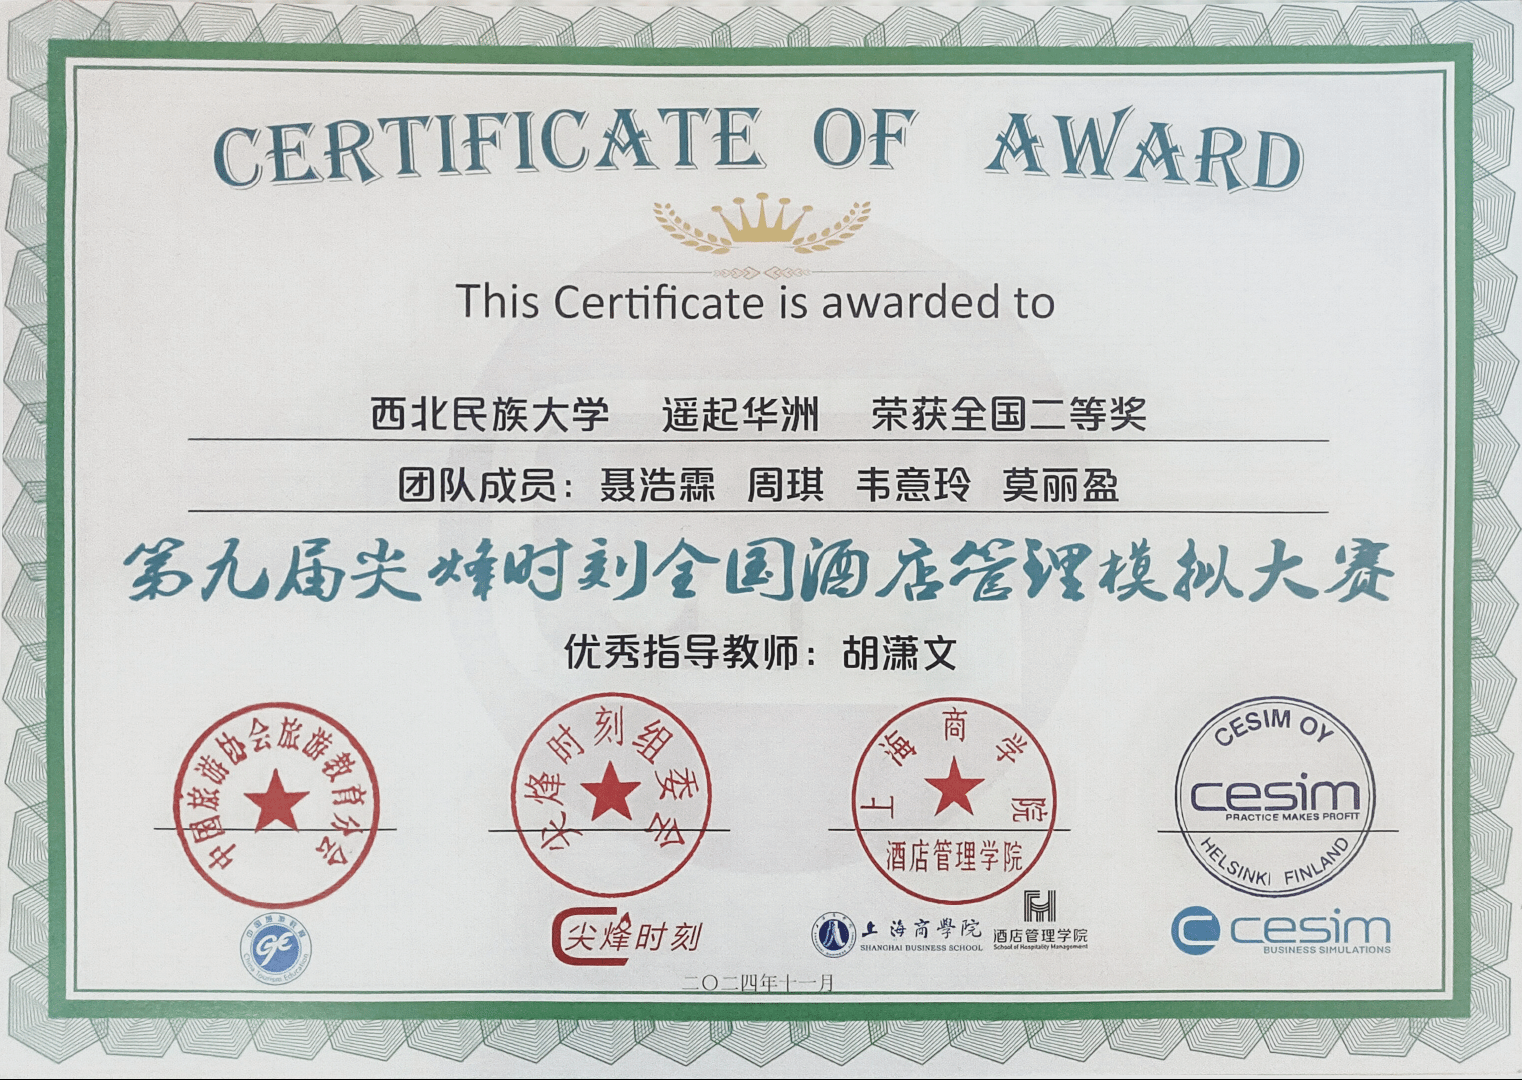 CERTIFICATE OF AWARD
This Certificate is awarded to
西北民族大学 遥起华洲 荣获全国二等奖
团队成员：聂浩霖 周琪 韦意玲 莫丽盈
第九届尖烽时刻全国酒店管理模拟大赛
优秀指导教师：胡潇文
中国旅游协会旅游教育分会
尖烽时刻组委会
上海商学院
酒店管理学院
CESIM OY
cesim
PRACTICE MAKES PROFIT
HELSINKI FINLAND
China Tourism Education
尖烽时刻
上海商學院
SHANGHAI BUSINESS SCHOOL
酒店管理学院
School of Hospitality Management
cesim
BUSINESS SIMULATIONS
二〇二四年十一月